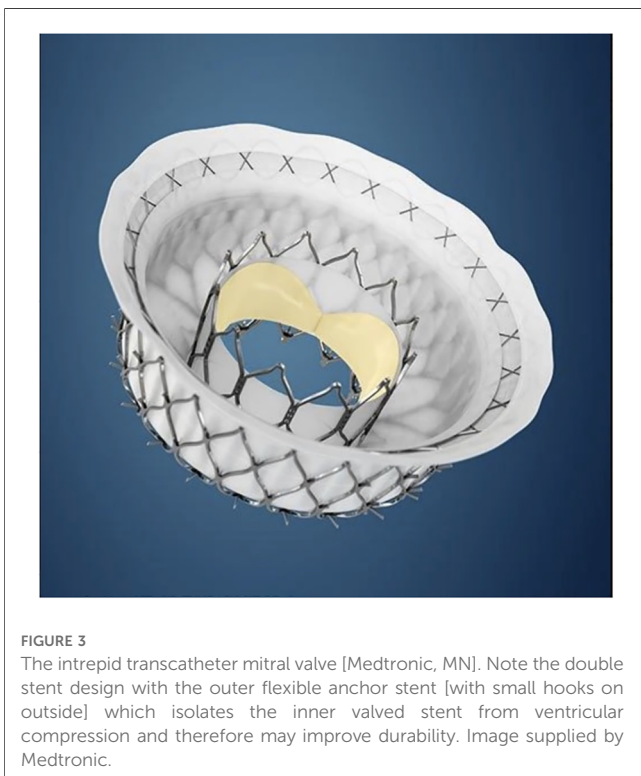 FIGURE 3
The intrepid transcatheter mitral valve [Medtronic, MN]. Note the double
stent design with the outer flexible anchor stent [with small hooks on
outside] which isolates the inner valved stent from ventricular
compression and therefore may improve durability. Image supplied by
Medtronic.